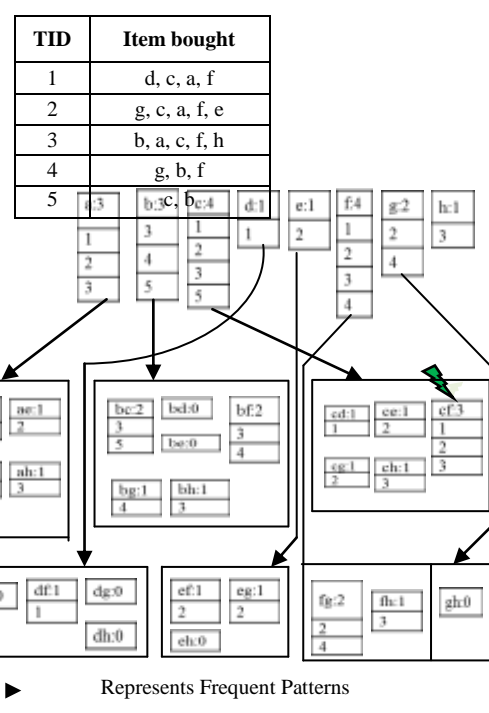 TID Item bought
1 d, c, a, f
2 g, c, a, f, e
3 b, a, c, f, h
4 g, b, f
5 c, b
a:3 b:3 c:4 d:1 e:1 f:4 g:2 h:1
1 3 1 1 2 1 2 3
2 4 2 2 4
3 5 3 3
5 4
ae:1 bc:2 bd:0 bf:2 cd:1 ce:1 cf:3
2 3 3 1 2 1
5 be:0 4 2
ah:1 cg:1 ch:1 3
3 bg:1 bh:1 2 3
4 3
0 df:1 dg:0 ef:1 eg:1 fg:2 fh:1 gh:0
1 2 2 2 3
dh:0 eh:0 4
Represents Frequent Patterns